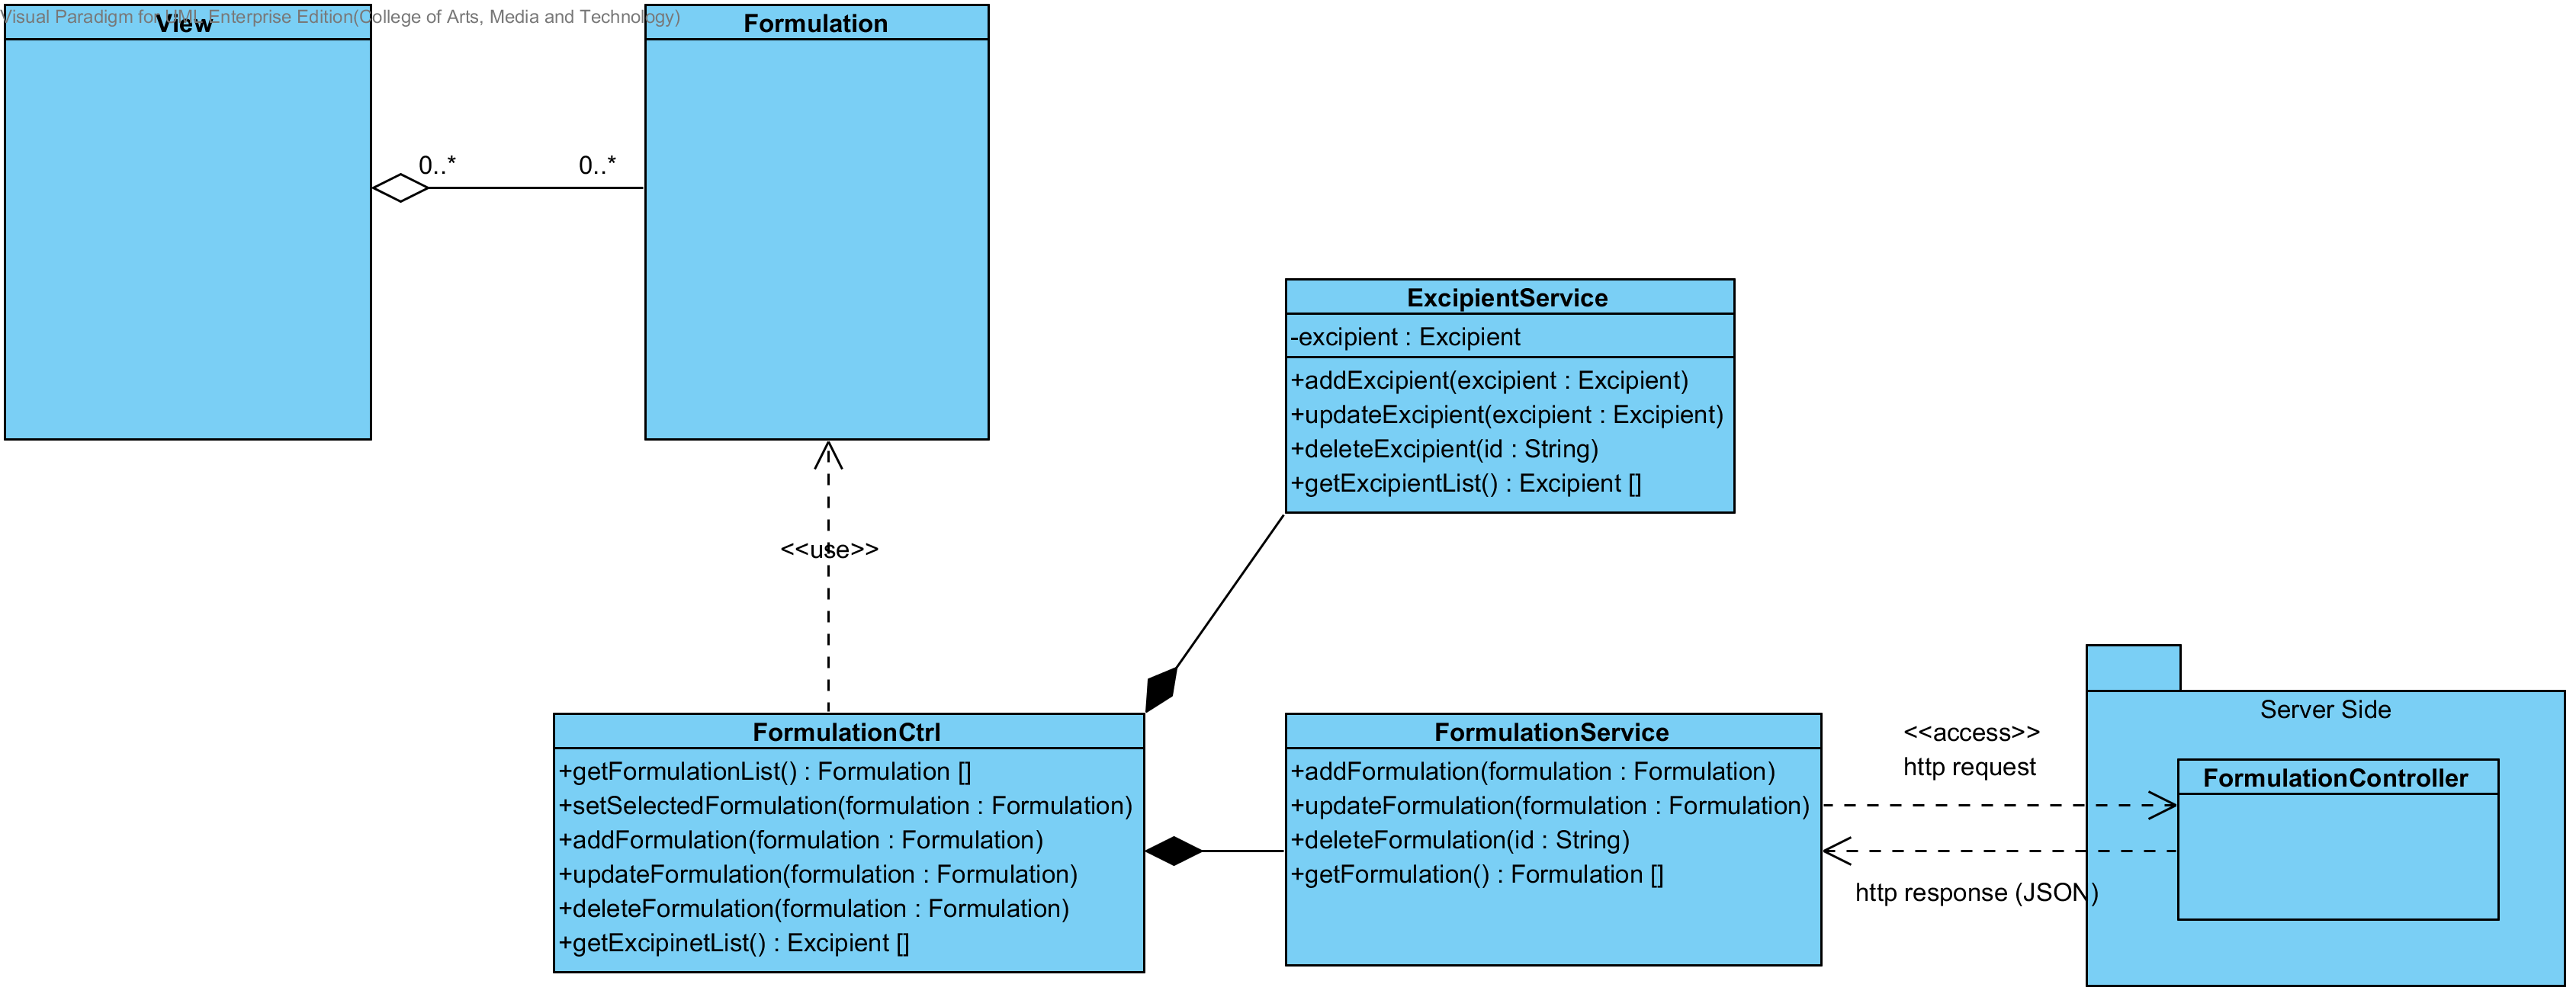 Visual Paradigm for UML Enterprise Edition(College of Arts, Media and Technology)
View
Formulation
0..*
0..*
ExcipientService
-excipient : Excipient
+addExcipient(excipient : Excipient)
+updateExcipient(excipient : Excipient)
+deleteExcipient(id : String)
+getExcipientList() : Excipient []
<<use>>
FormulationCtrl
+getFormulationList() : Formulation []
+setSelectedFormulation(formulation : Formulation)
+addFormulation(formulation : Formulation)
+updateFormulation(formulation : Formulation)
+deleteFormulation(formulation : Formulation)
+getExcipinetList() : Excipient []
FormulationService
+addFormulation(formulation : Formulation)
+updateFormulation(formulation : Formulation)
+deleteFormulation(id : String)
+getFormulation() : Formulation []
<<access>>
http request
http response (JSON)
Server Side
FormulationController